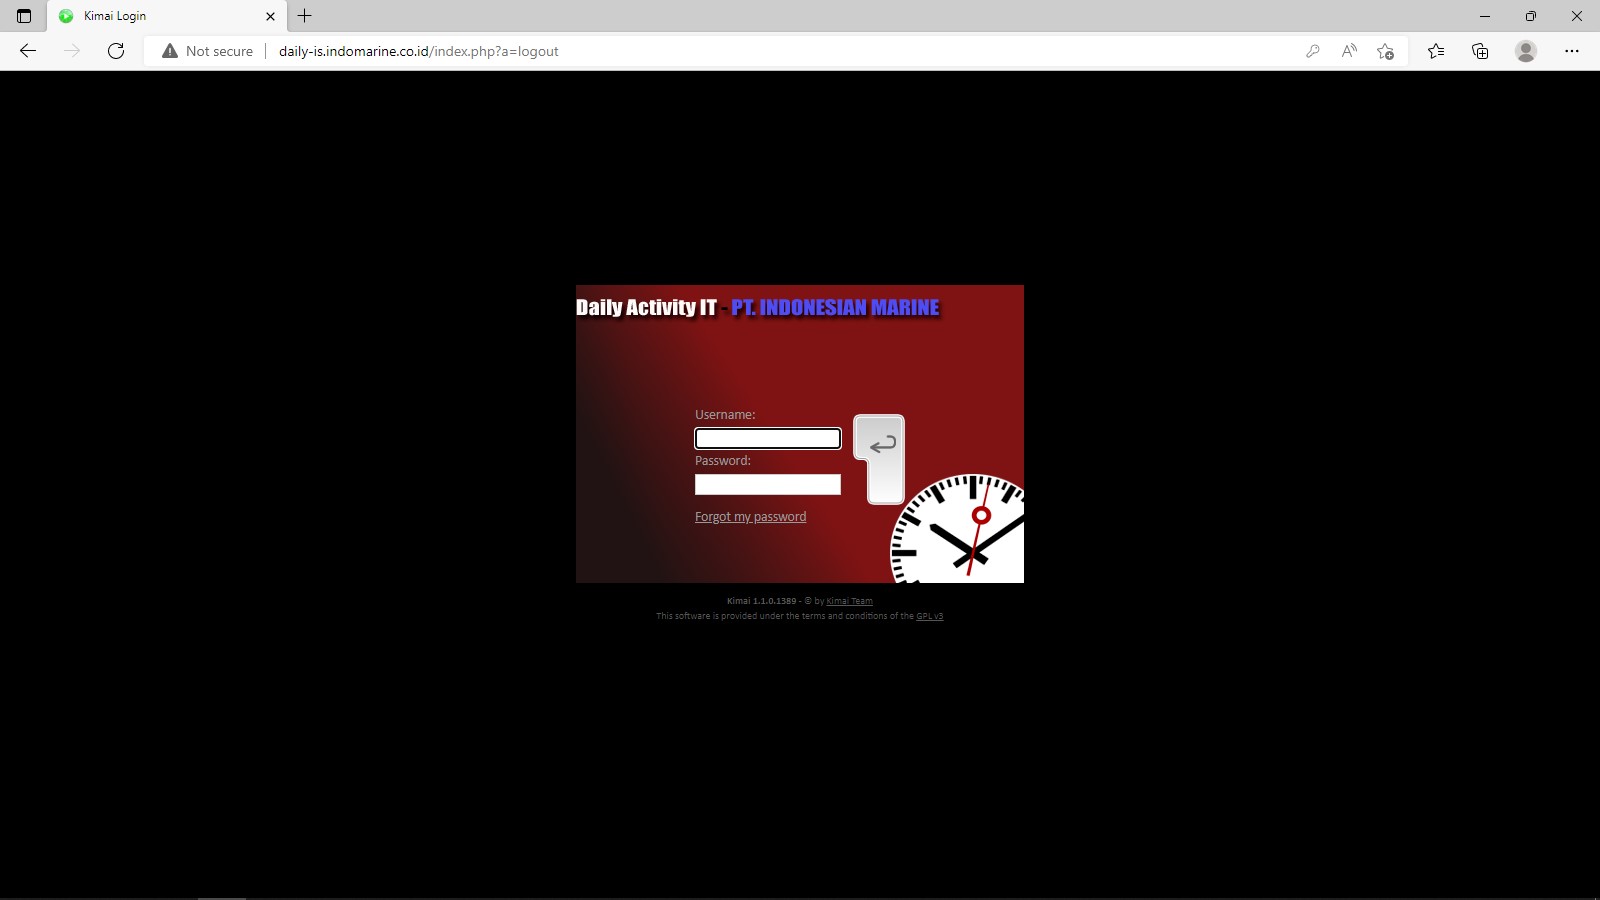 Kimai Login
Not secure
daily-is.indomarine.co.id/index.php?a=logout
Daily Activity IT - PT. INDONESIAN MARINE
Username:
Password:
Forgot my password
Kimai 1.1.0.1389 - © by Kimai Team
This software is provided under the terms and conditions of the GPL v3